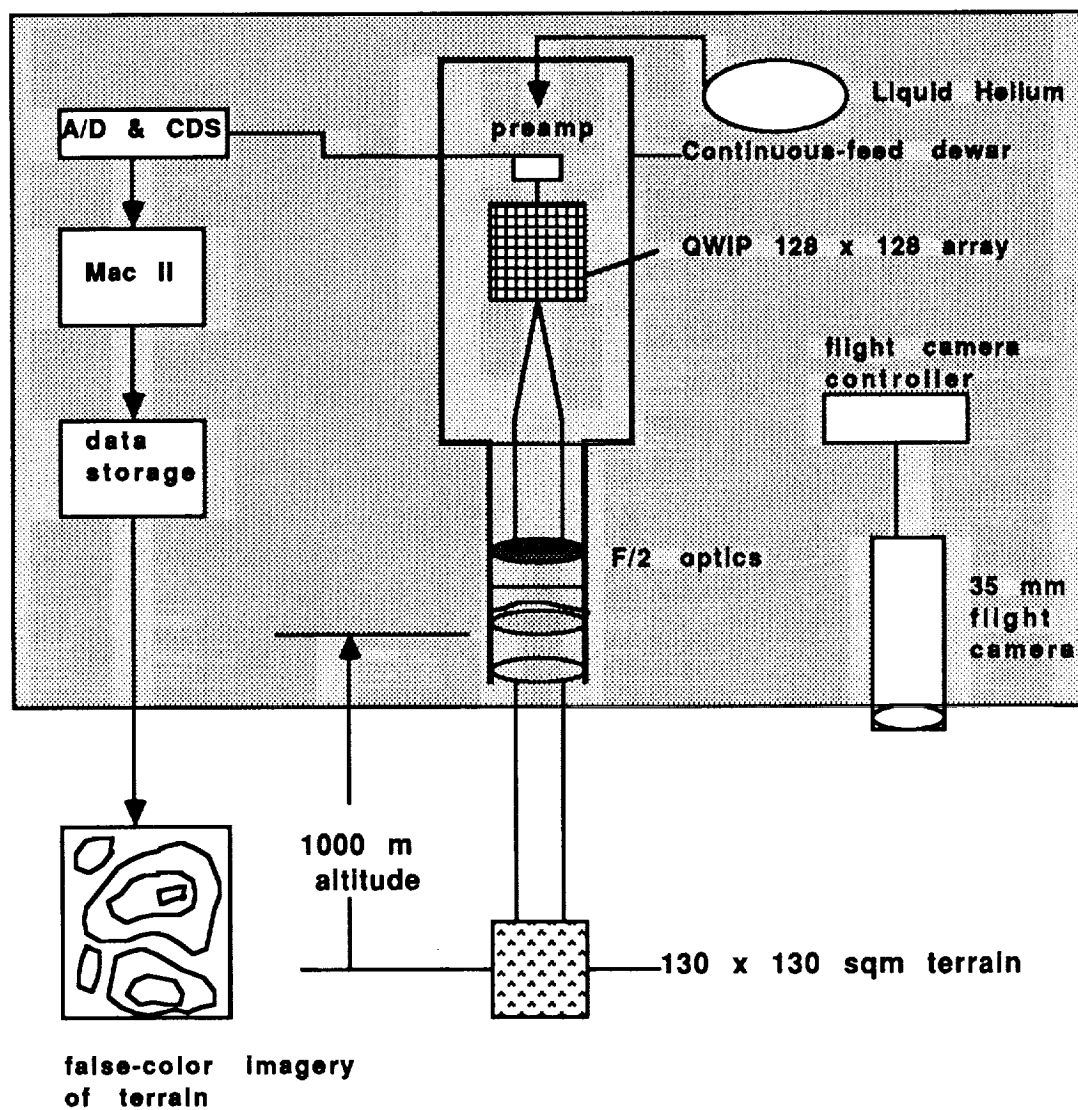 Liquid Helium
A/D & CDS
preamp
Continuous-feed dewar
QWIP 128 x 128 array
Mac II
flight camera
controller
data
storage
F/2 optics
35 mm
flight
camera
1000 m
altitude
130 x 130 sqm terrain
false-color imagery
of terrain